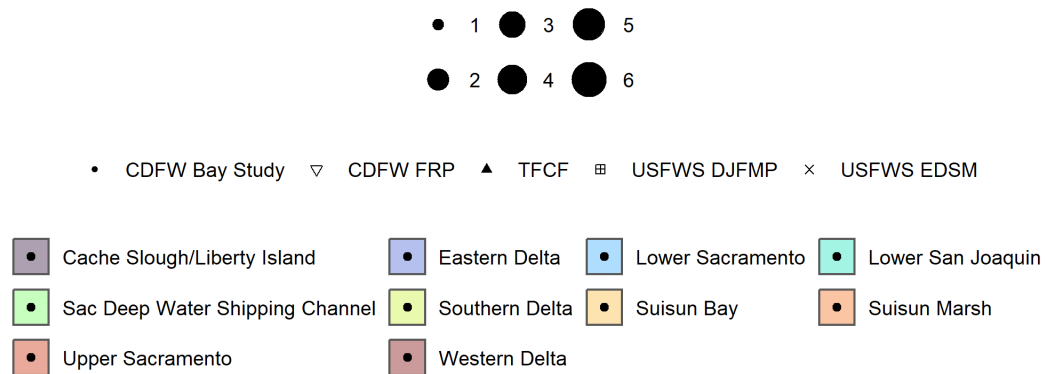 1 3 5
2 4 6
CDFW Bay Study CDFW FRP TFCF USFWS DJFMP USFWS EDSM
Cache Slough/Liberty Island Eastern Delta Lower Sacramento Lower San Joaquin
Sac Deep Water Shipping Channel Southern Delta Suisun Bay Suisun Marsh
Upper Sacramento Western Delta